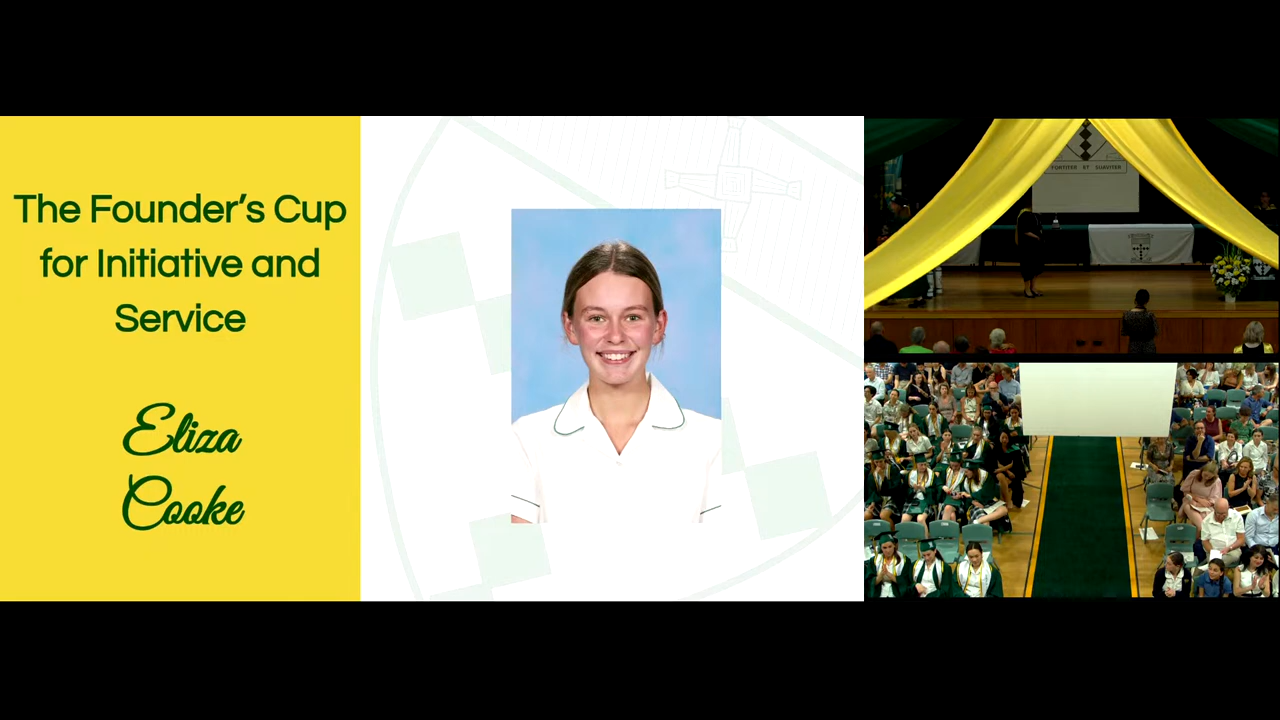 The Founder’s Cup
for Initiative and
Service
Eliza
Cooke
FORTITER ET SUAVITER